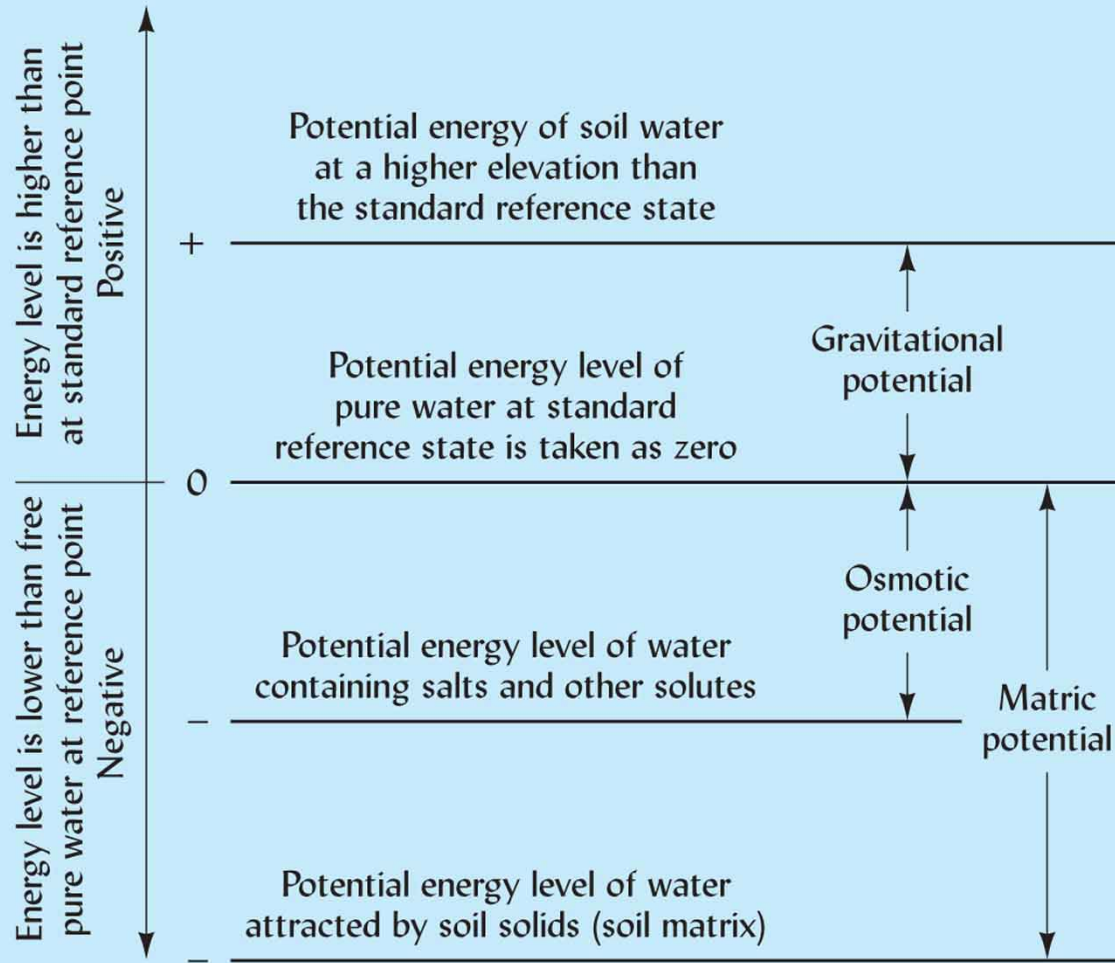 Energy level is higher than
at standard reference point
Positive
Energy level is lower than free
pure water at reference point
Negative
+
Potential energy of soil water
at a higher elevation than
the standard reference state
Gravitational
potential
Potential energy level of
pure water at standard
reference state is taken as zero
0
Osmotic
potential
Potential energy level of water
containing salts and other solutes
–
Matric
potential
Potential energy level of water
attracted by soil solids (soil matrix)
–